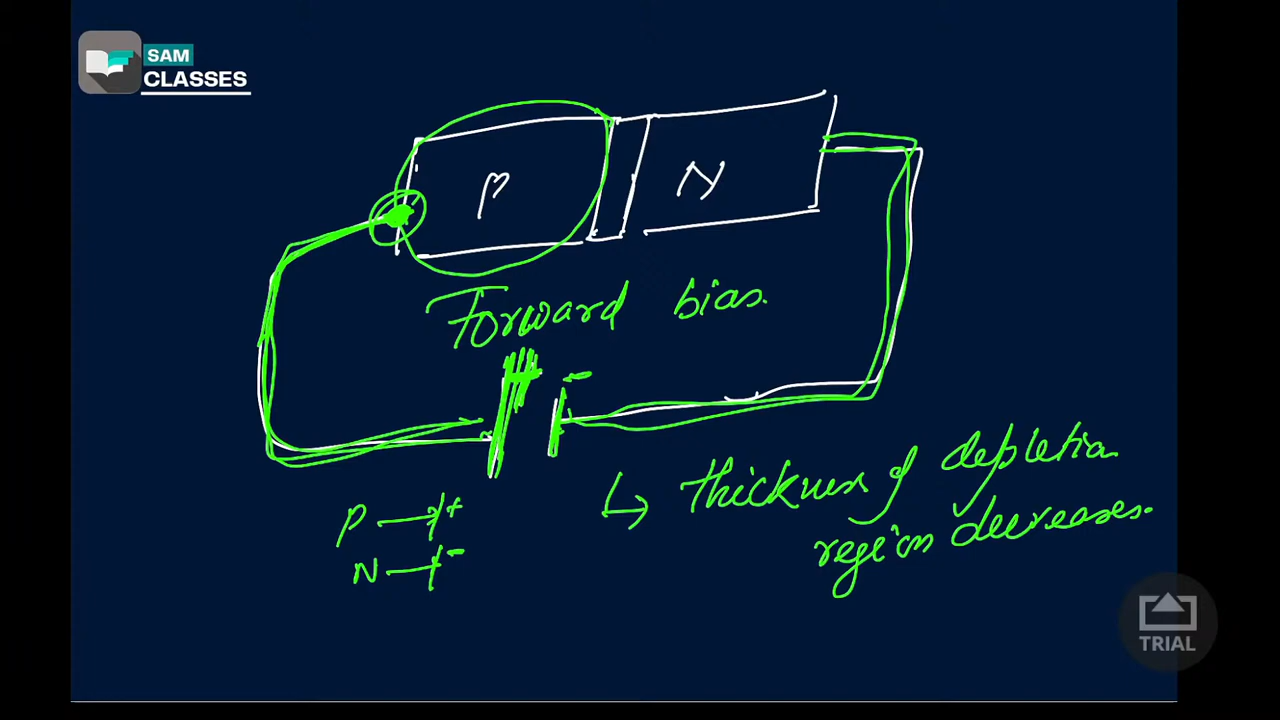 SAM
CLASSES
P
N
Forward bias.
-
thickness of depletion
region decreases.
P → +
N → -
TRIAL